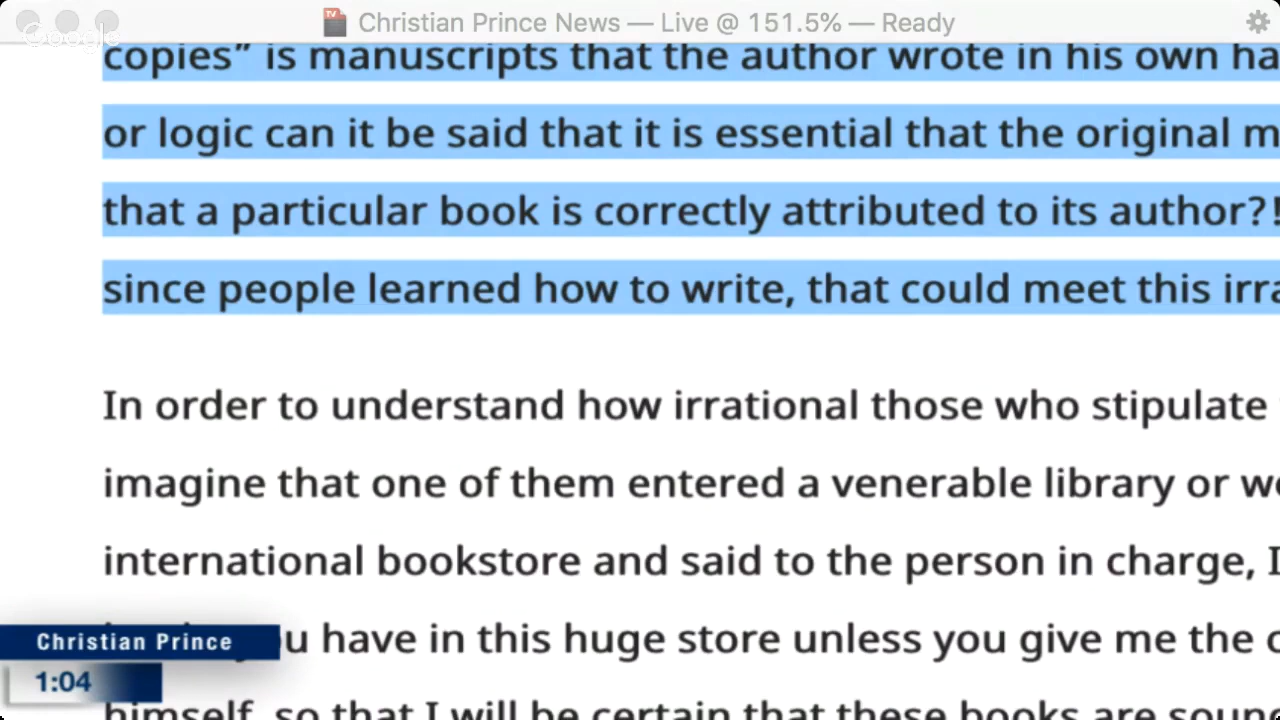 Christian Prince News — Live @ 151.5% — Ready
Google
copies” is manuscripts that the author wrote in his own ha
or logic can it be said that it is essential that the original m
that a particular book is correctly attributed to its author?!
since people learned how to write, that could meet this irra
In order to understand how irrational those who stipulate
imagine that one of them entered a venerable library or we
international bookstore and said to the person in charge, I
u have in this huge store unless you give me the o
Christian Prince
1:04
himself, so that I will be certain that these books are soun